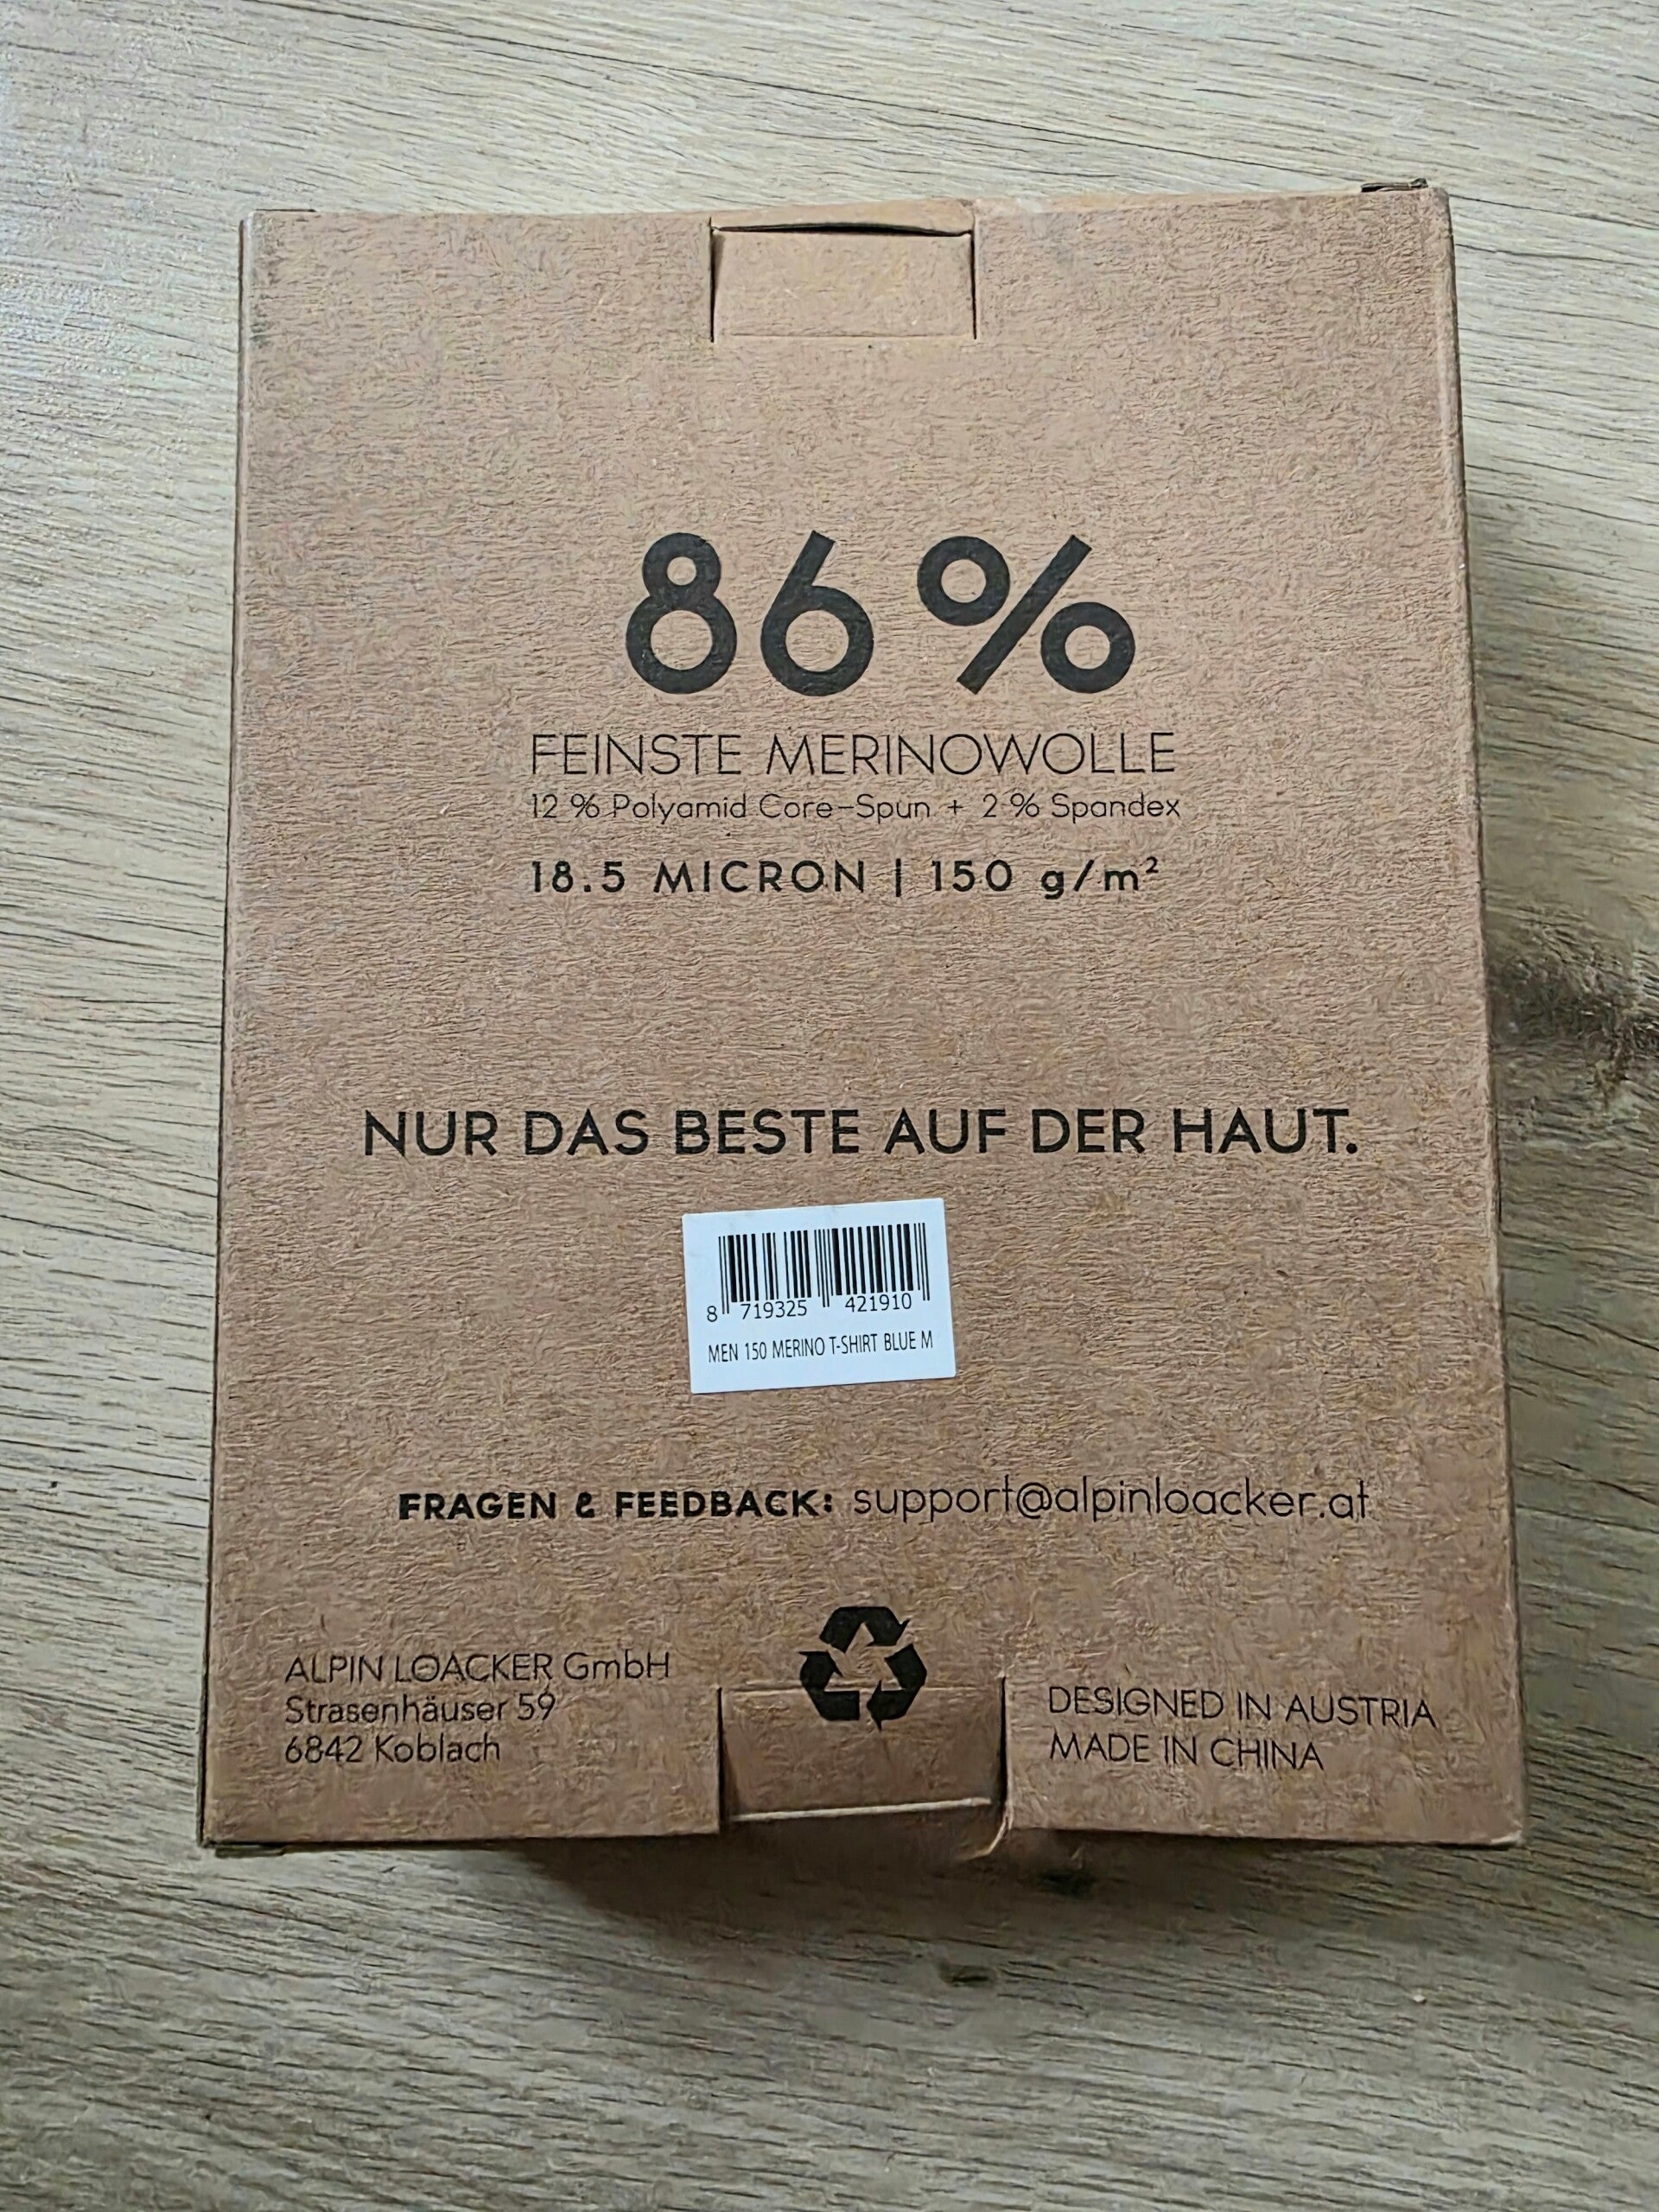 86%
FEINSTE MERINOWOLLE
12 % Polyamid Core-Spun + 2 % Spandex
18.5 MICRON | 150 g/m²
NUR DAS BESTE AUF DER HAUT.
8 719325 421910
MEN 150 MERINO T-SHIRT BLUE M
FRAGEN & FEEDBACK: support@alpinloacker.at
ALPIN LOACKER GmbH
Strasenhäuser 59
6842 Koblach
DESIGNED IN AUSTRIA
MADE IN CHINA